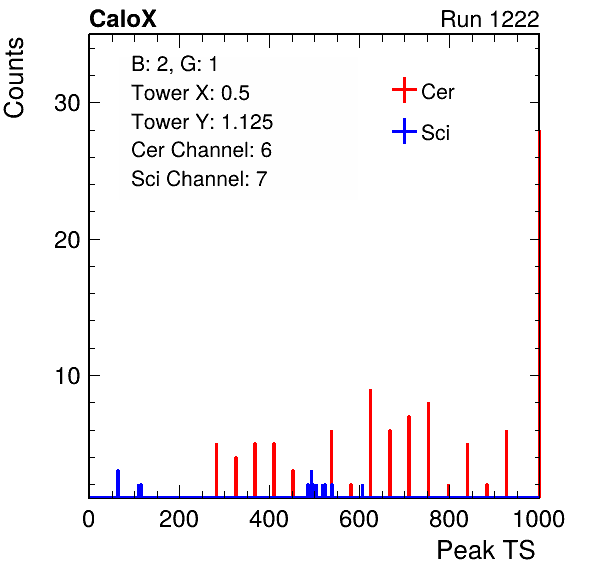 CaloX Run 1222
Counts
B: 2, G: 1
Tower X: 0.5
Tower Y: 1.125
Cer Channel: 6
Sci Channel: 7
Cer
Sci
30
20
10
0 200 400 600 800 1000
Peak TS